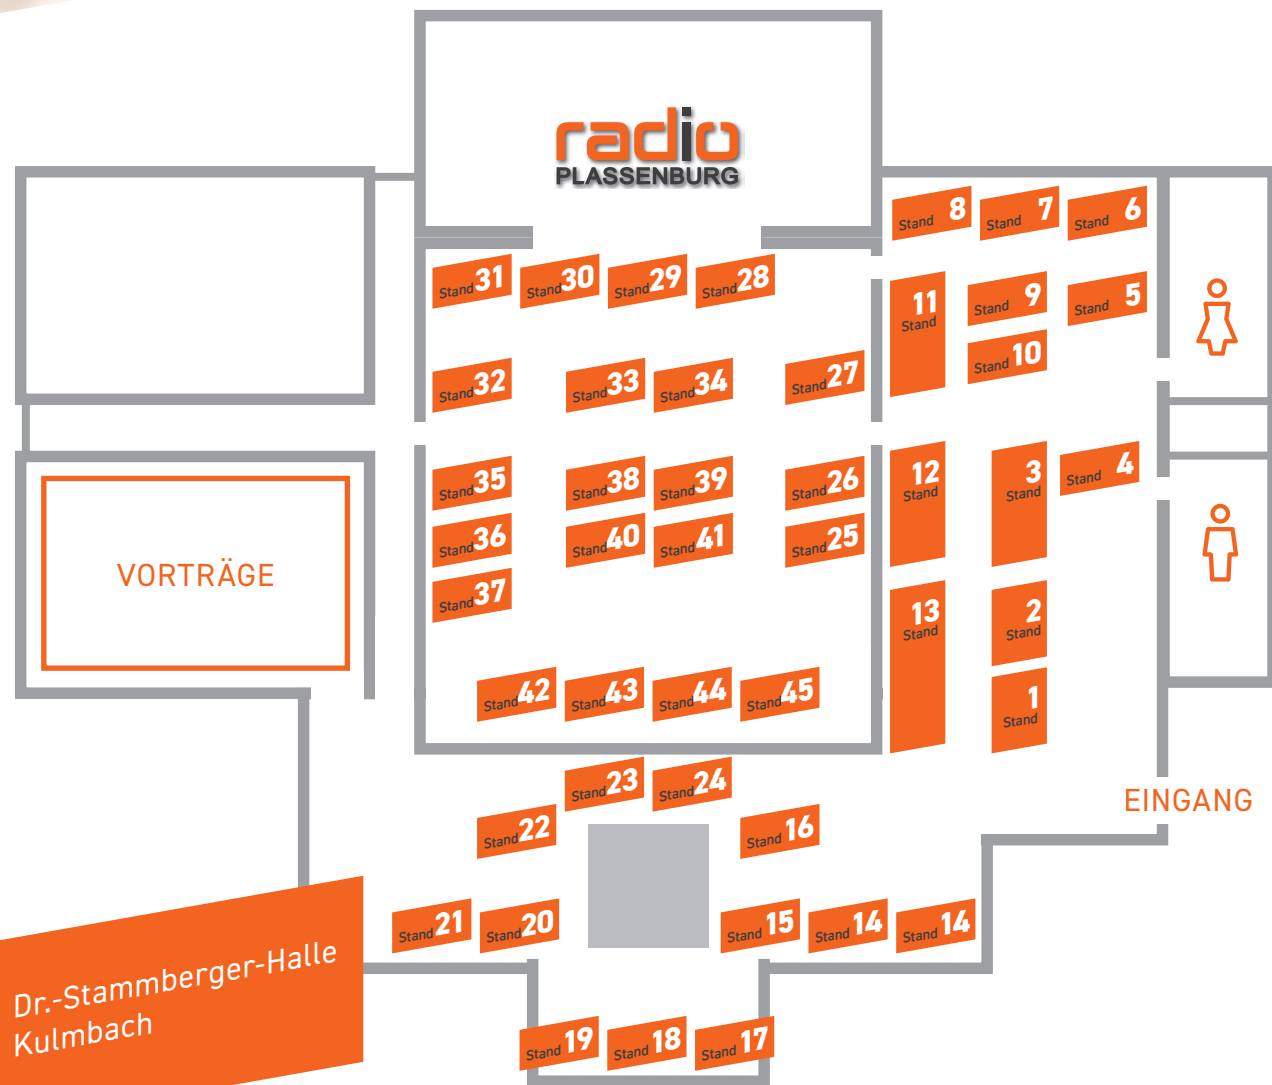 radio
PLASSENBURG
Stand 8
Stand 7
Stand 6
Stand 31
Stand 30
Stand 29
Stand 28
11
Stand
Stand 9
Stand 5
Stand 10
Stand 32
Stand 33
Stand 34
Stand 27
Stand 35
Stand 38
Stand 39
Stand 26
12
Stand
3
Stand
Stand 4
Stand 36
Stand 40
Stand 41
Stand 25
VORTRÄGE
Stand 37
13
Stand
2
Stand
Stand 42
Stand 43
Stand 44
Stand 45
1
Stand
Stand 23
Stand 24
EINGANG
Stand 22
Stand 16
Stand 21
Stand 20
Stand 15
Stand 14
Stand 14
Dr.-Stammberger-Halle
Kulmbach
Stand 19
Stand 18
Stand 17